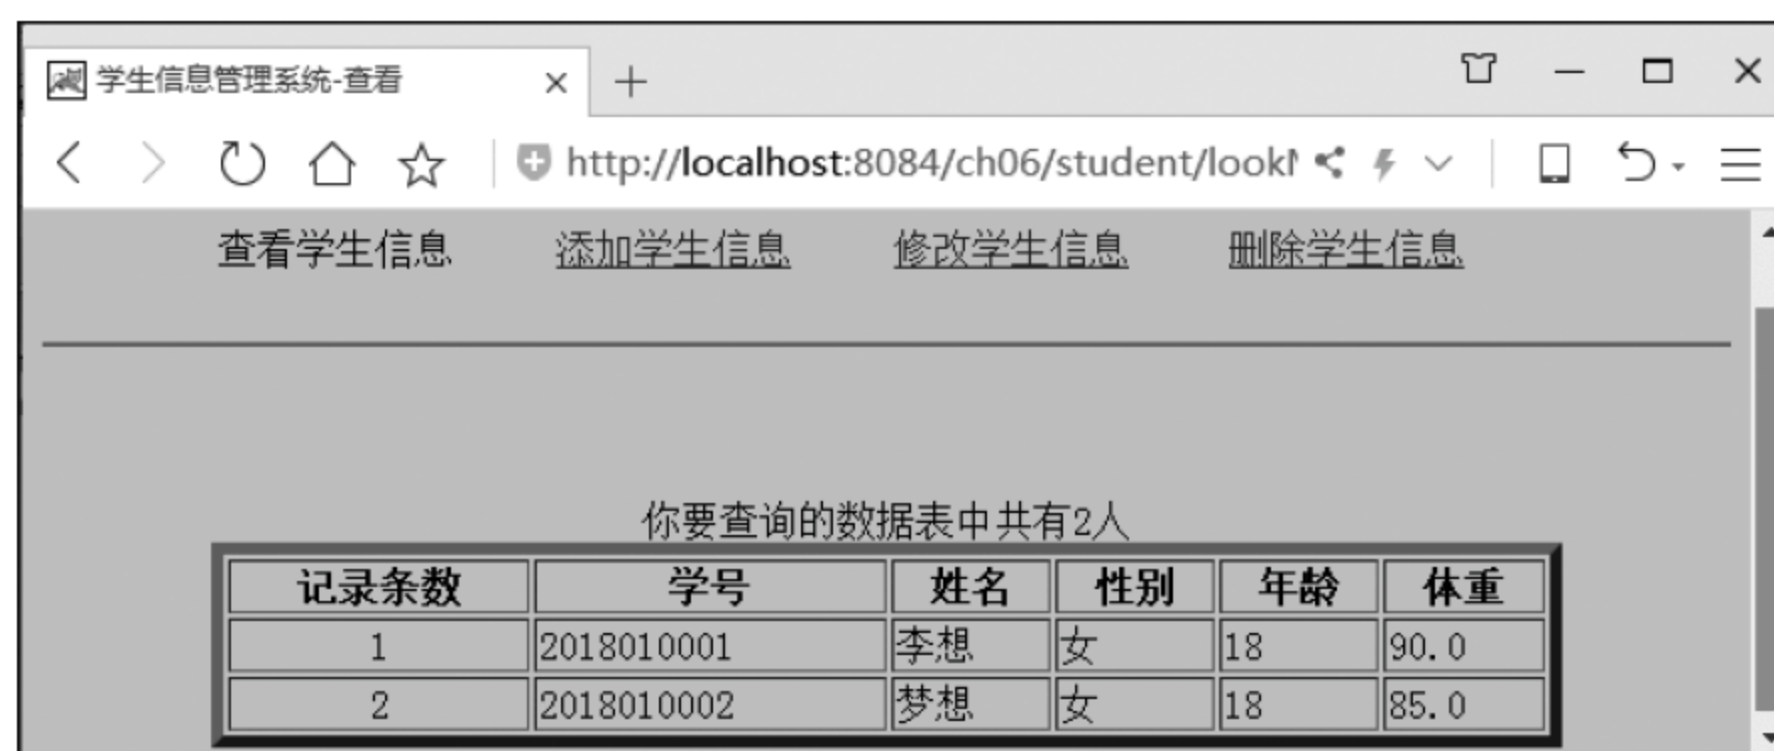 学生信息管理系统-查看
http://localhost:8084/ch06/student/look
查看学生信息 添加学生信息 修改学生信息 删除学生信息
你要查询的数据表中共有2人
记录条数 学号 姓名 性别 年龄 体重
1 2018010001 李想 女 18 90.0
2 2018010002 梦想 女 18 85.0